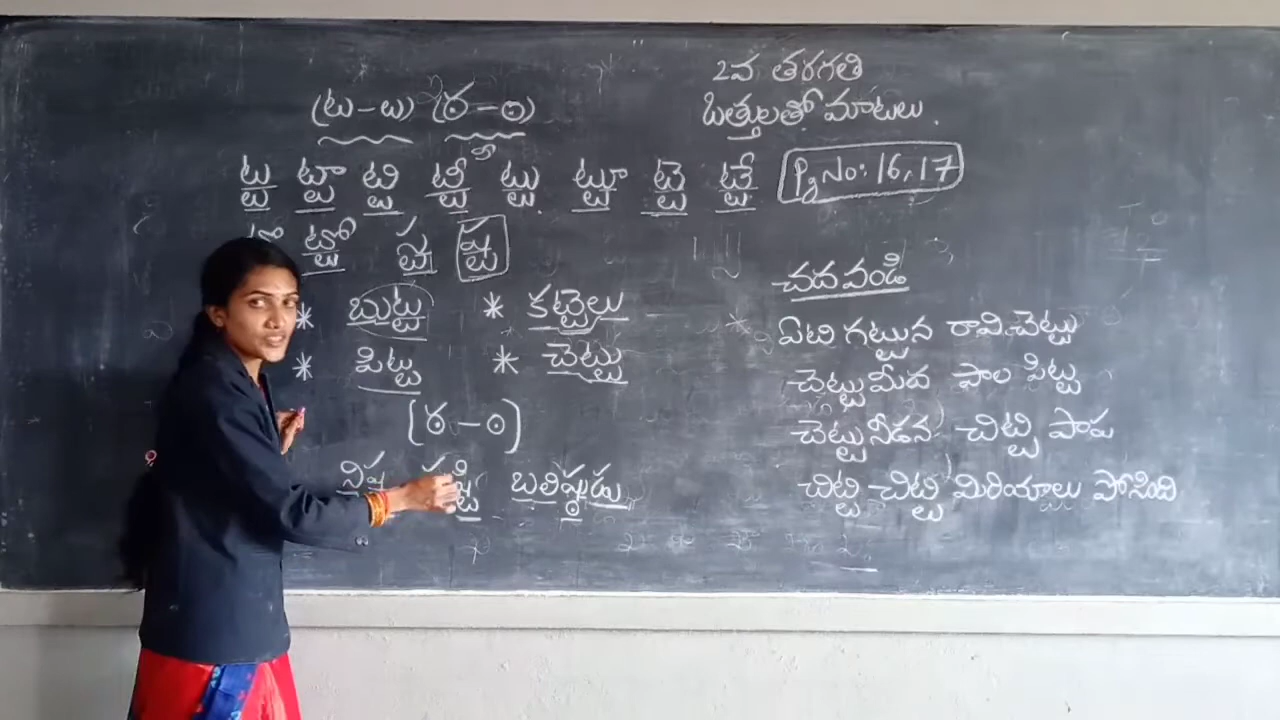 2వ తరగతి
ఒత్తులతో మాటలు.
(టు-టు) (ఠ-ం)
ట్ట ట్టా ట్టి ట్టీ ట్టు ట్టూ ట్టె ట్టే
Pg No: 16, 17
ట్టో ష్ట
* బుట్ట * కట్టెలు
* పిట్ట * చెట్టు
(ఠ-ం)
బలిష్ఠుడు
చదవండి
ఏటి గట్టున రావి చెట్టు
చెట్టు మీద పాల పిట్ట
చెట్టు నీడన చిట్టి పాప
చిట్టి చిట్టి మిరియాలు పోసింది